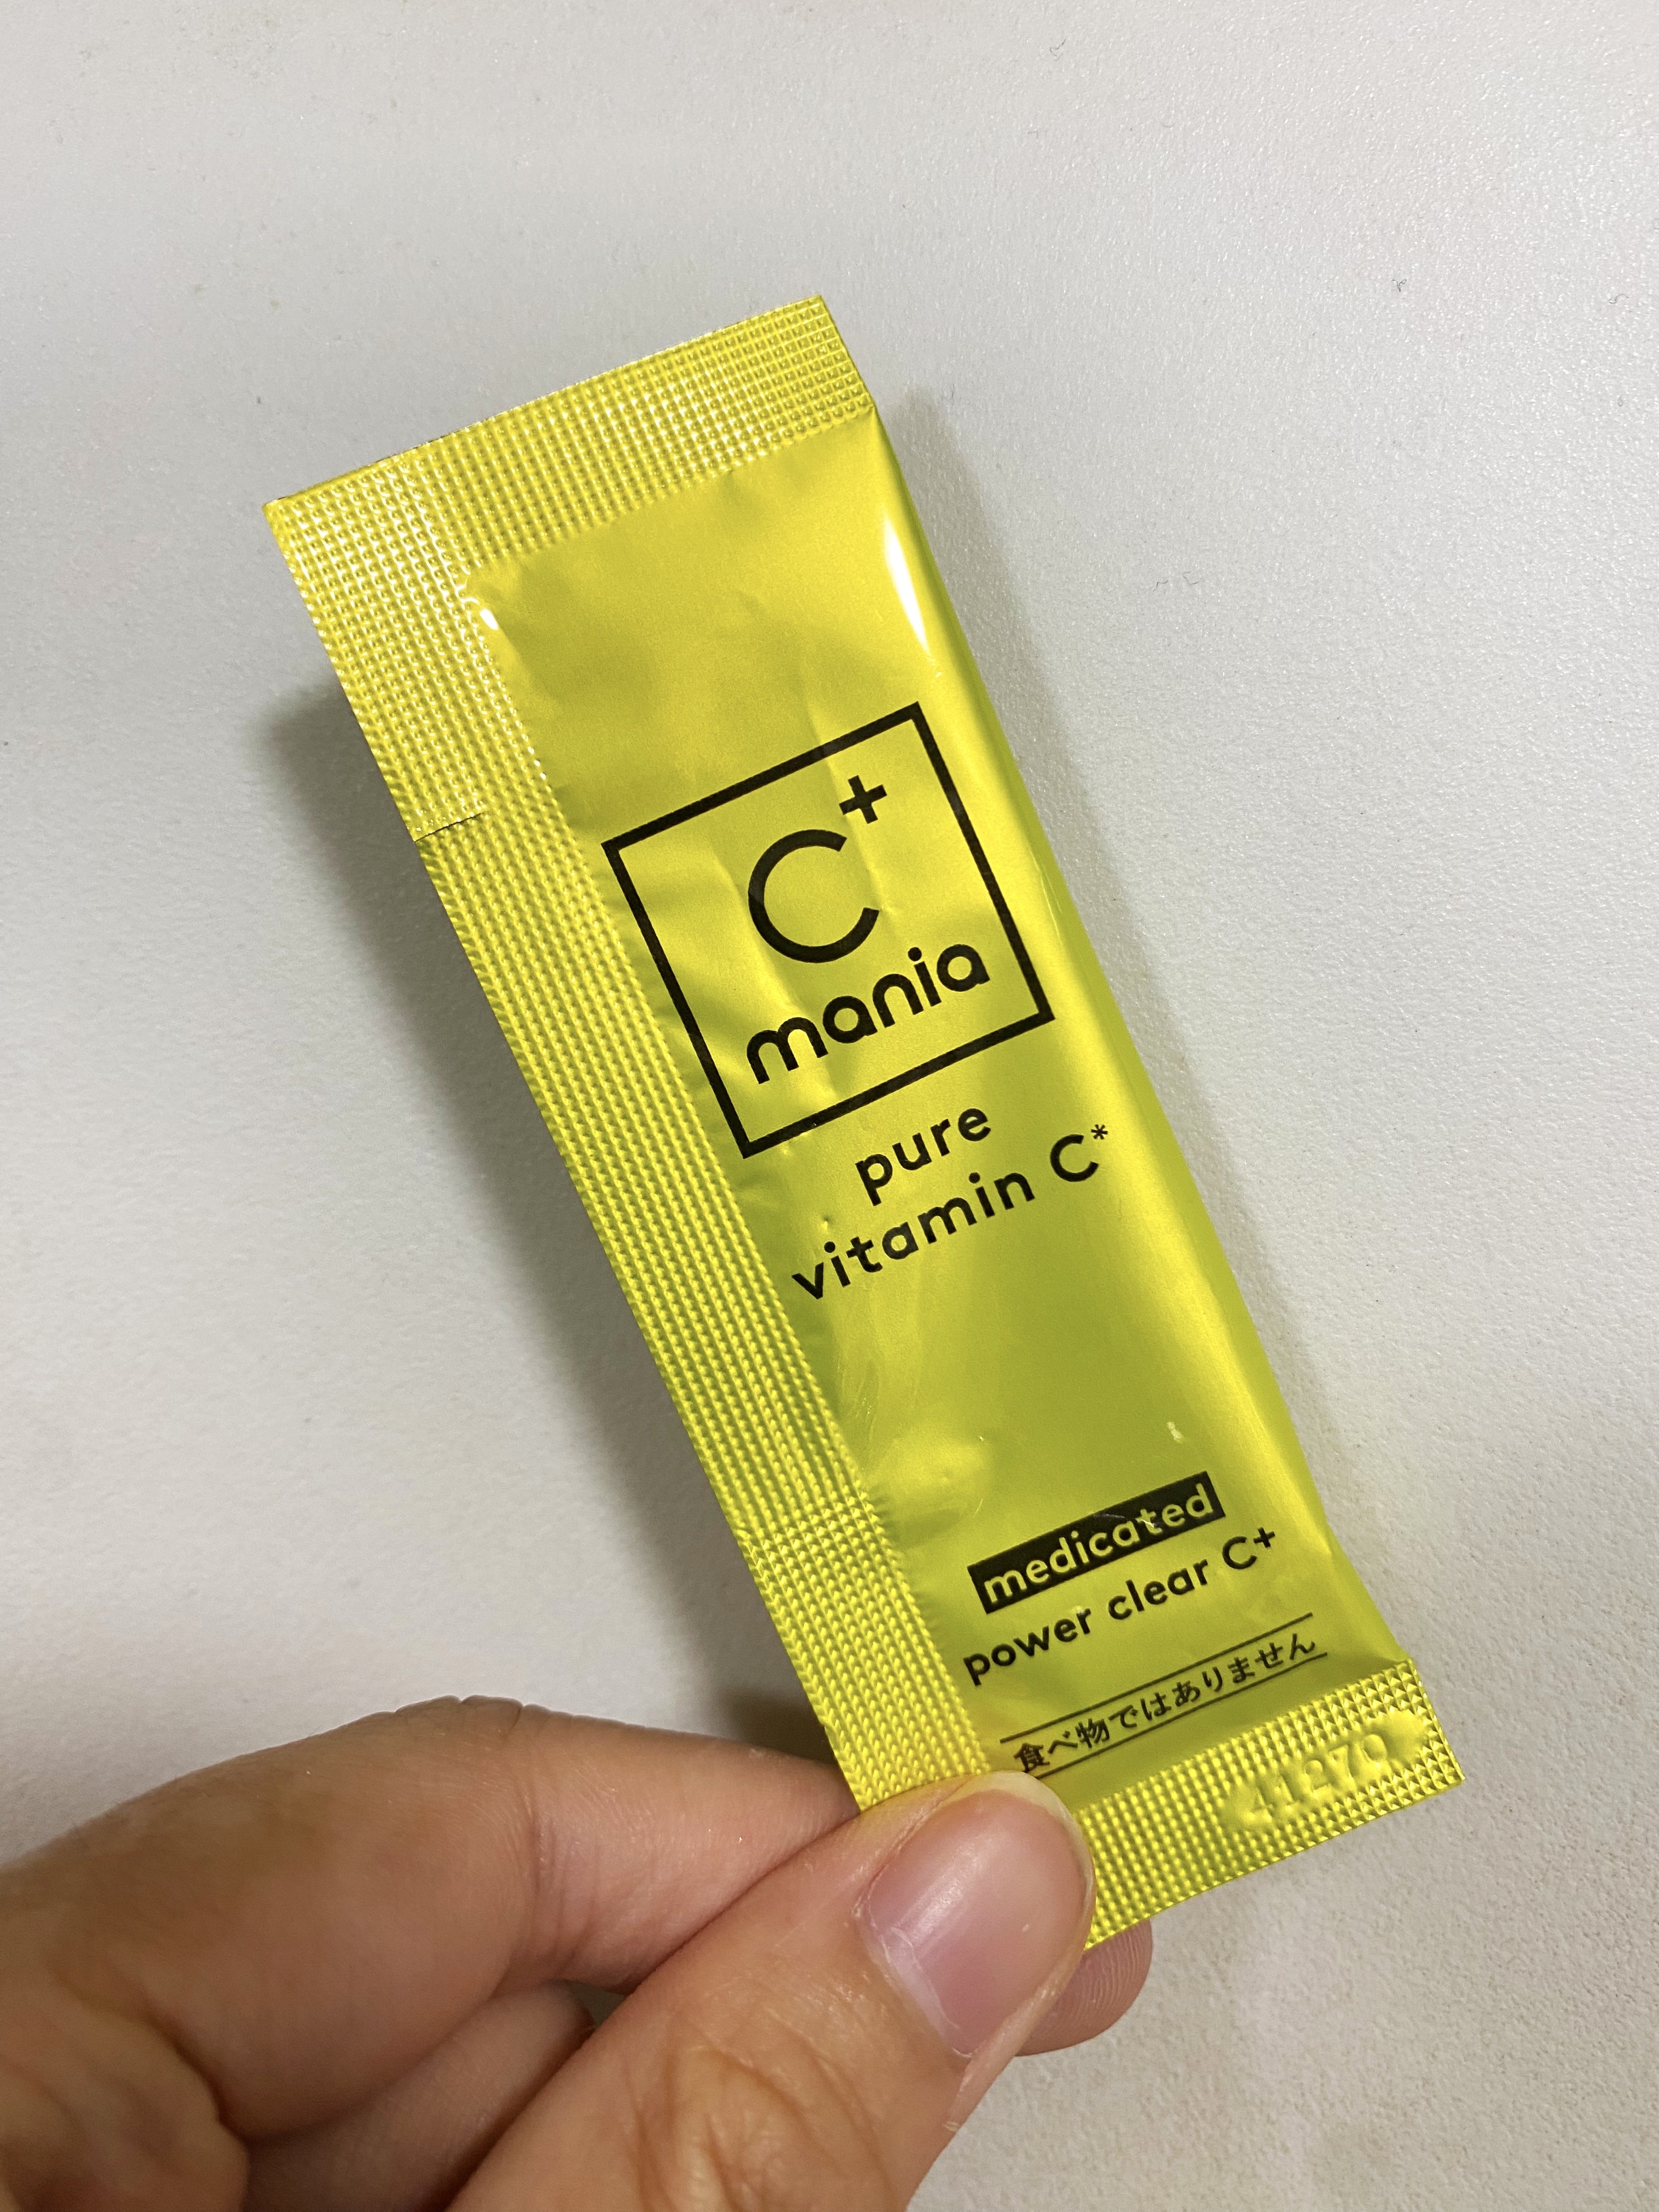 C+
mania
pure
vitamin C*
medicated
power clear C+
食べ物ではありません
41270